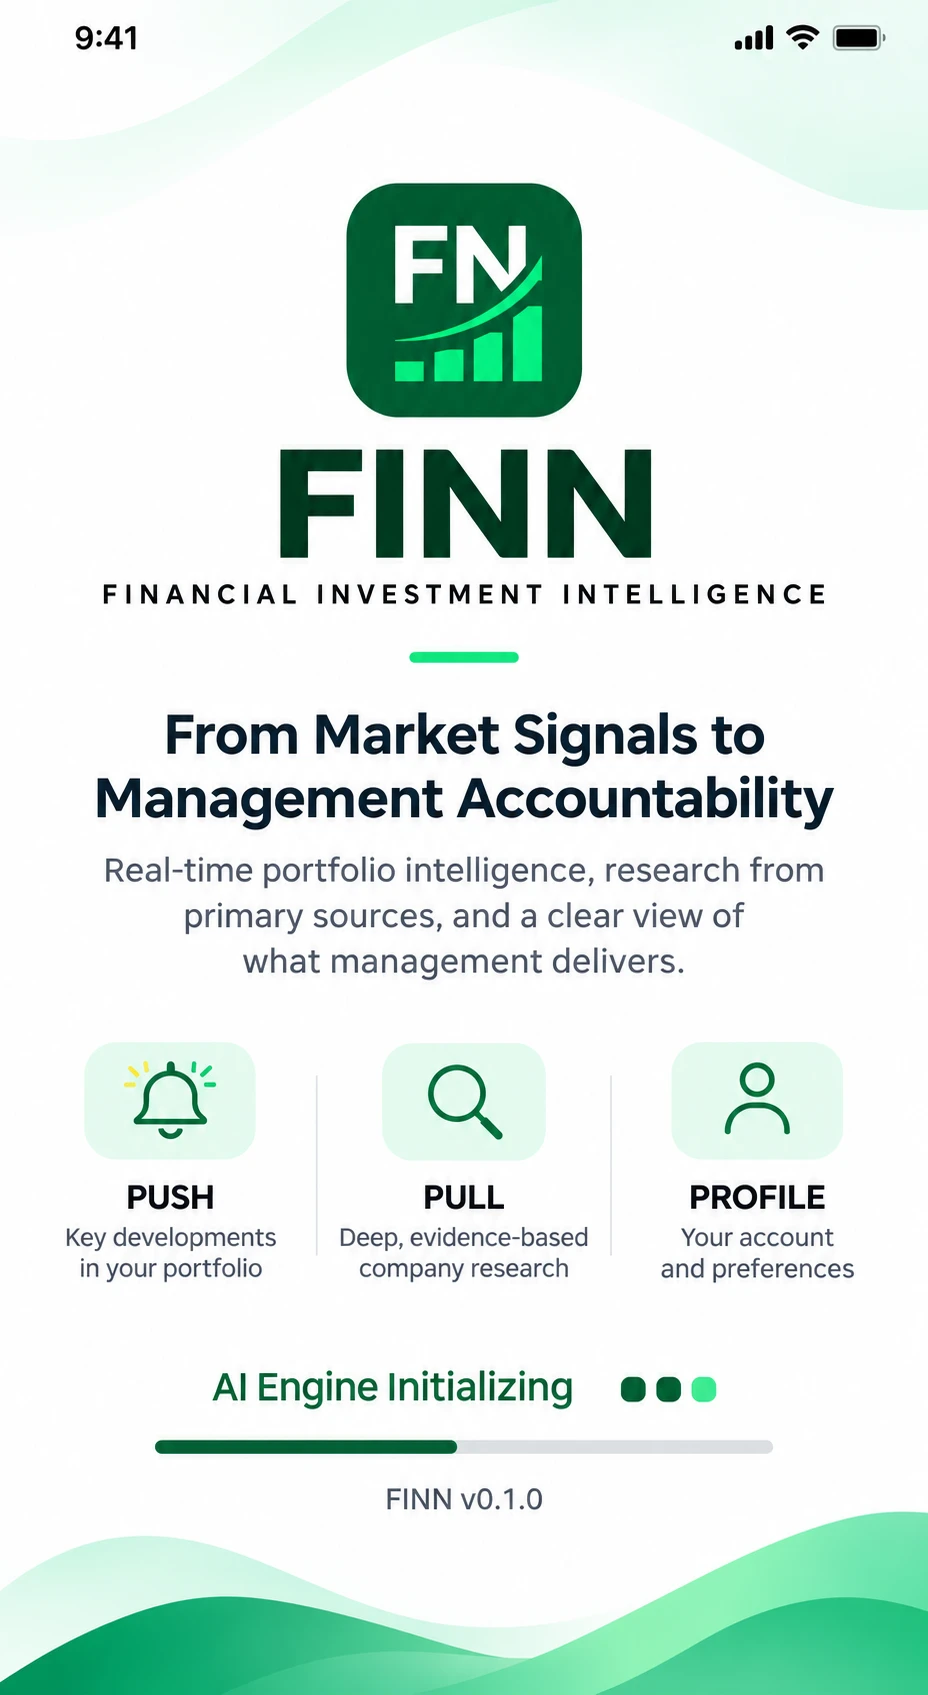 9:41
FN
FINN
FINANCIAL INVESTMENT INTELLIGENCE
From Market Signals to
Management Accountability
Real-time portfolio intelligence, research from
primary sources, and a clear view of
what management delivers.
PUSH
Key developments
in your portfolio
PULL
Deep, evidence-based
company research
PROFILE
Your account
and preferences
AI Engine Initializing
FINN v0.1.0